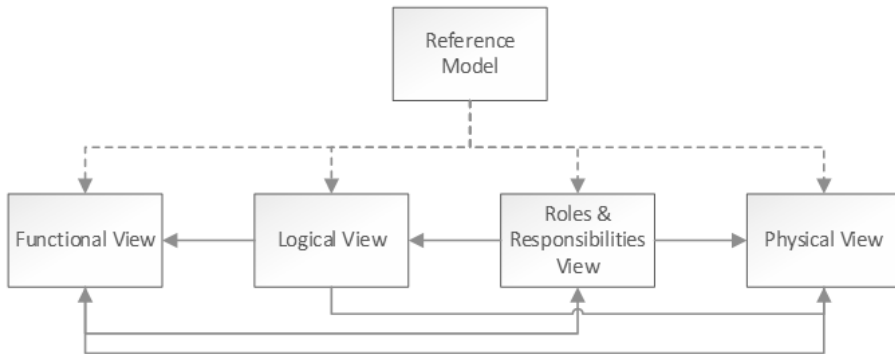 Reference
Model
Functional View
Logical View
Roles &
Responsibilities
View
Physical View